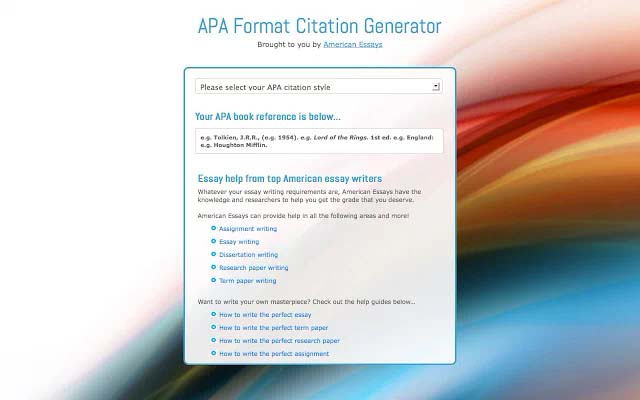 APA Format Citation Generator
Brought to you by American Essays
Please select your APA citation style
Your APA book reference is below...
e.g. Tolkien, J.R.R., (e.g. 1954). e.g. Lord of the Rings. 1st ed. e.g. England:
e.g. Houghton Mifflin.
Essay help from top American essay writers
Whatever your essay writing requirements are, American Essays have the
knowledge and researchers to help you get the grade that you deserve.
American Essays can provide help in all the following areas and more!
Assignment writing
Essay writing
Dissertation writing
Research paper writing
Term paper writing
Want to write your own masterpiece? Check out the help guides below...
How to write the perfect essay
How to write the perfect term paper
How to write the perfect research paper
How to write the perfect assignment